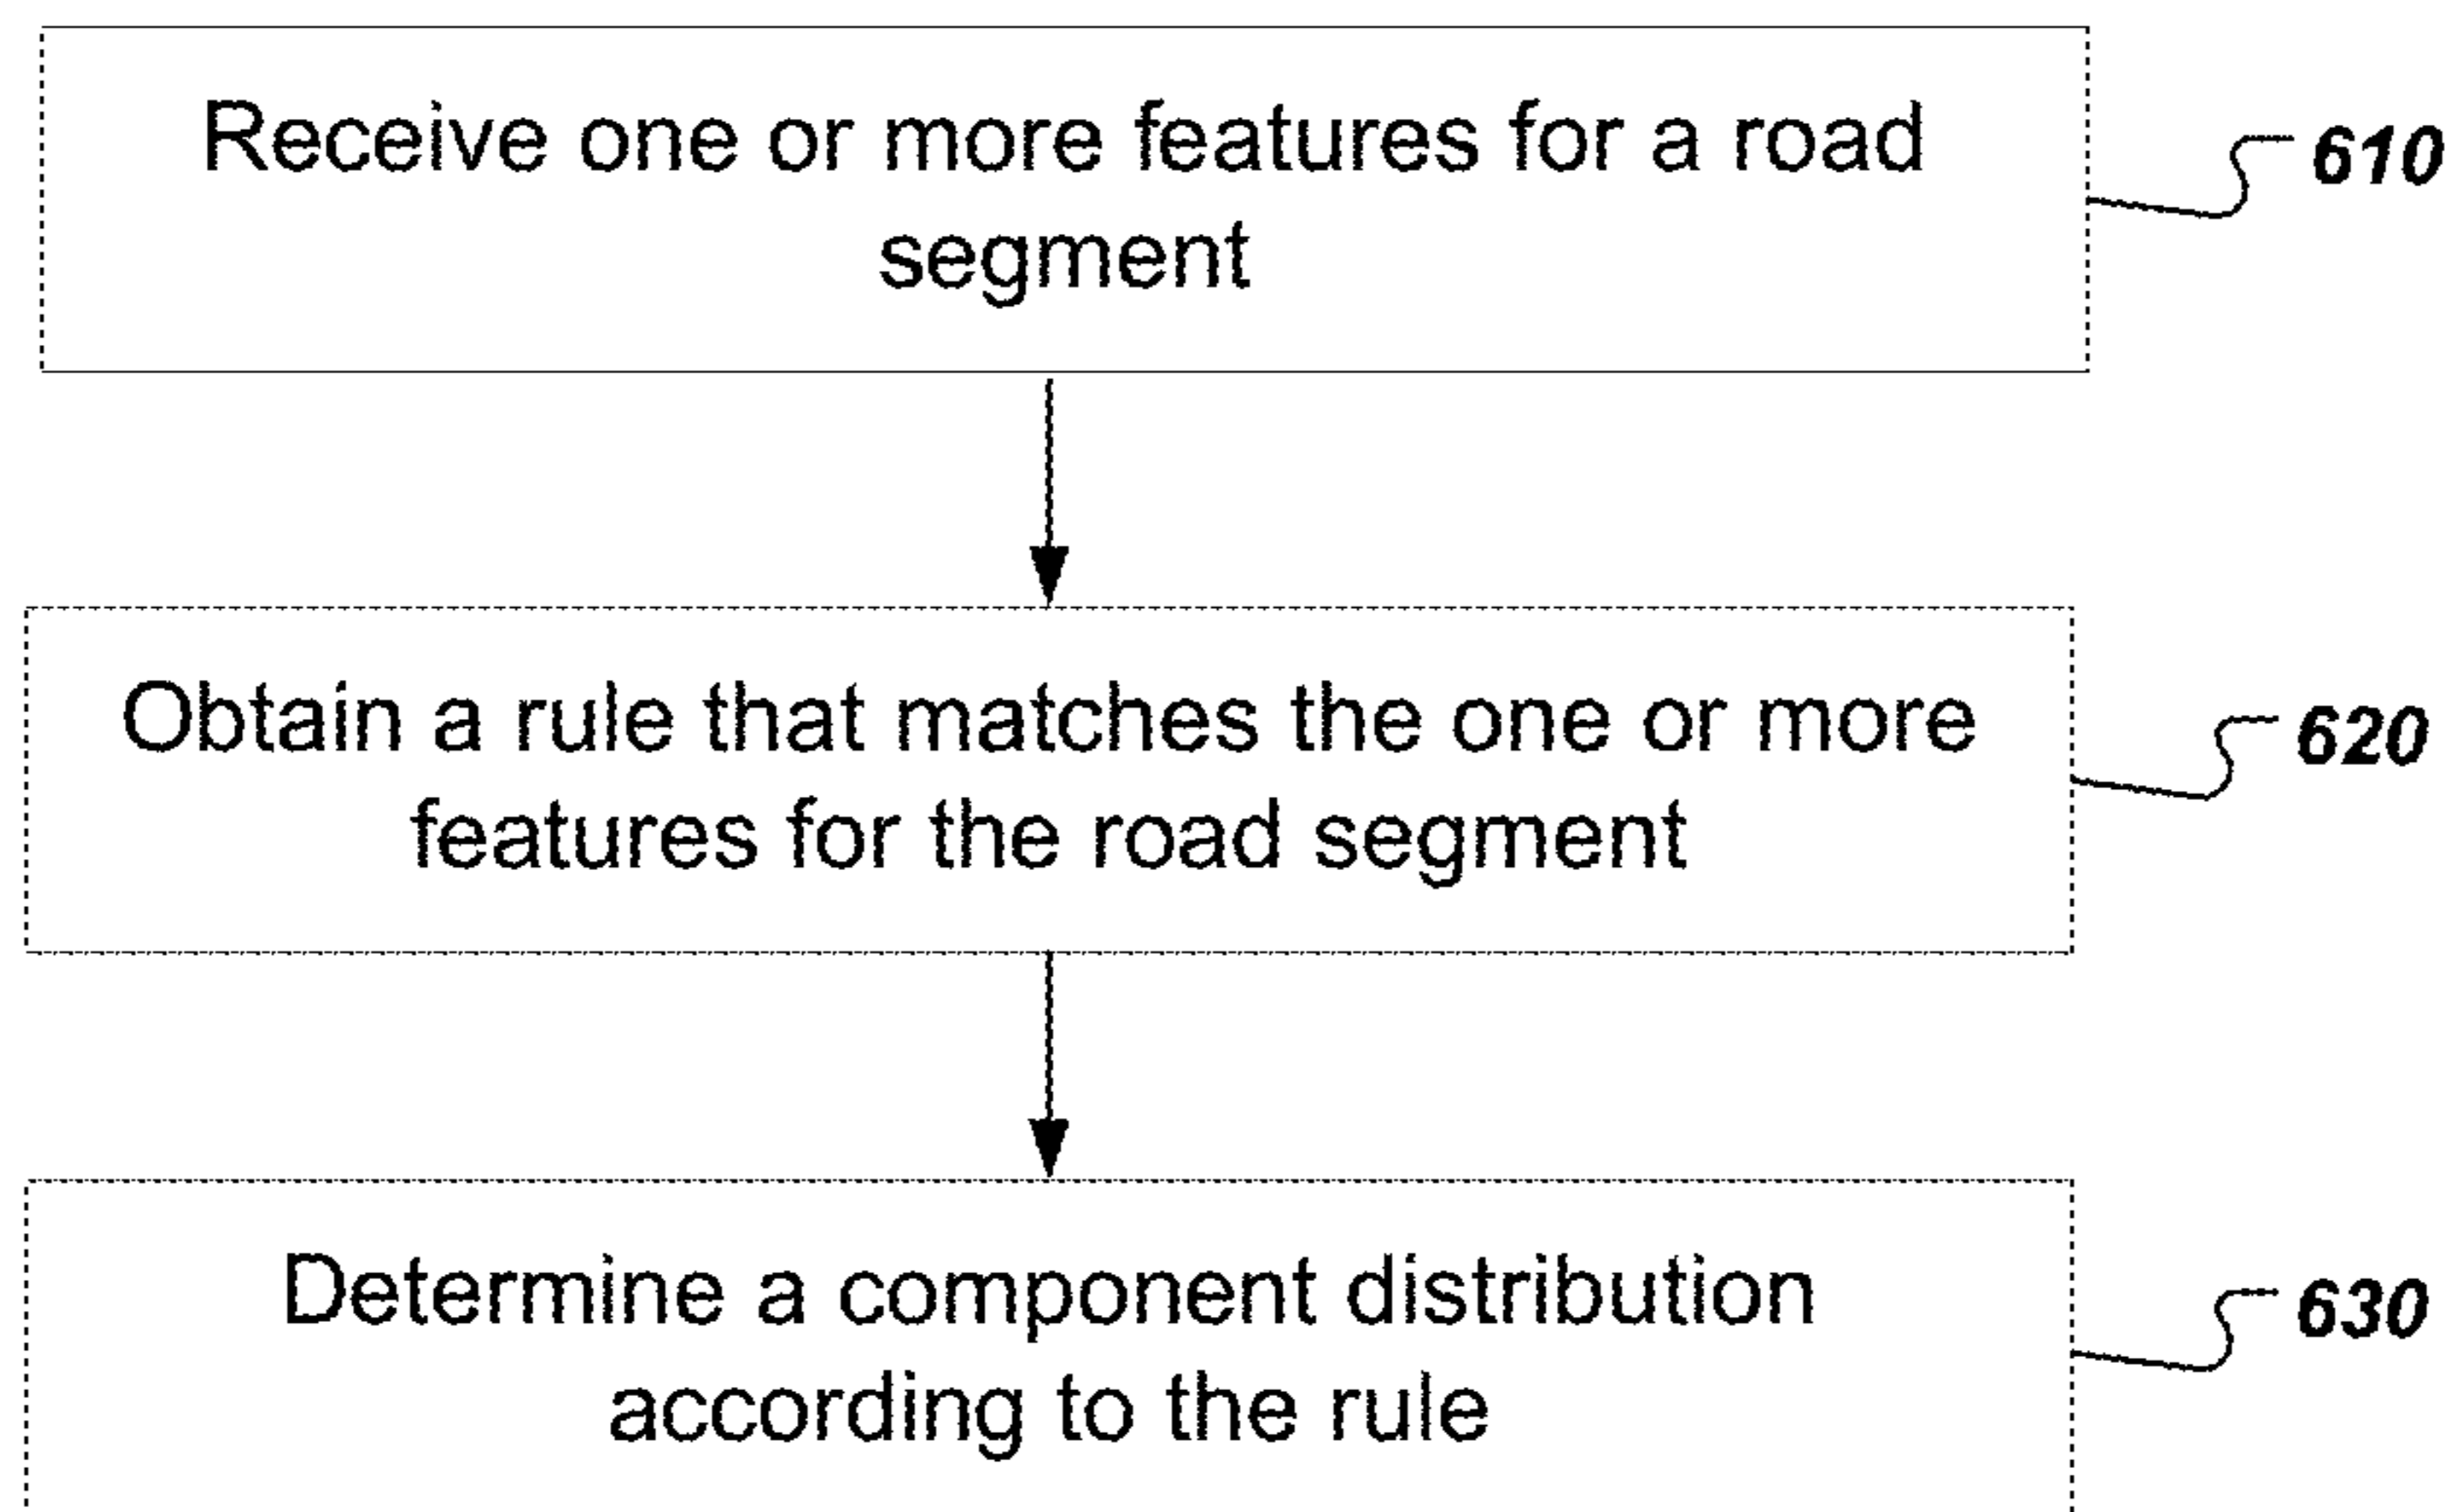 Receive one or more features for a road
segment
610
Obtain a rule that matches the one or more
features for the road segment
620
Determine a component distribution
according to the rule
630